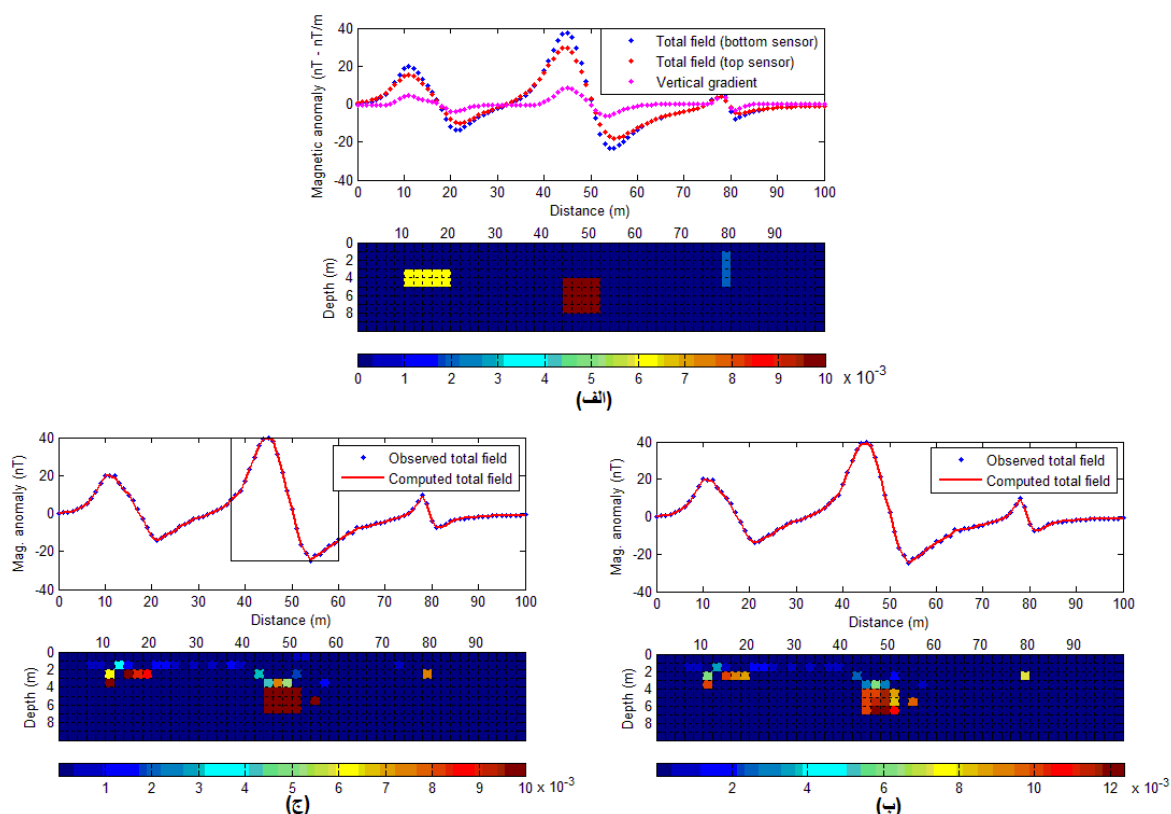 Magnetic anomaly (nT - nT/m)
40
20
0
-20
-40
Total field (bottom sensor)
Total field (top sensor)
Vertical gradient
0 10 20 30 40 50 60 70 80 90 100
Distance (m)
10 20 30 40 50 60 70 80 90
Depth (m)
0
2
4
6
8
0 1 2 3 4 5 6 7 8 9 10 x 10⁻³
(الف)
Mag. anomaly (nT)
40
20
0
-20
-40
Observed total field
Computed total field
0 10 20 30 40 50 60 70 80 90 100
Distance (m)
10 20 30 40 50 60 70 80 90
Depth (m)
0
2
4
6
8
1 2 3 4 5 6 7 8 9 10 x 10⁻³
(ج)
Mag. anomaly (nT)
40
20
0
-20
-40
Observed total field
Computed total field
0 10 20 30 40 50 60 70 80 90 100
Distance (m)
10 20 30 40 50 60 70 80 90
Depth (m)
0
2
4
6
8
2 4 6 8 10 12 x 10⁻³
(ب)